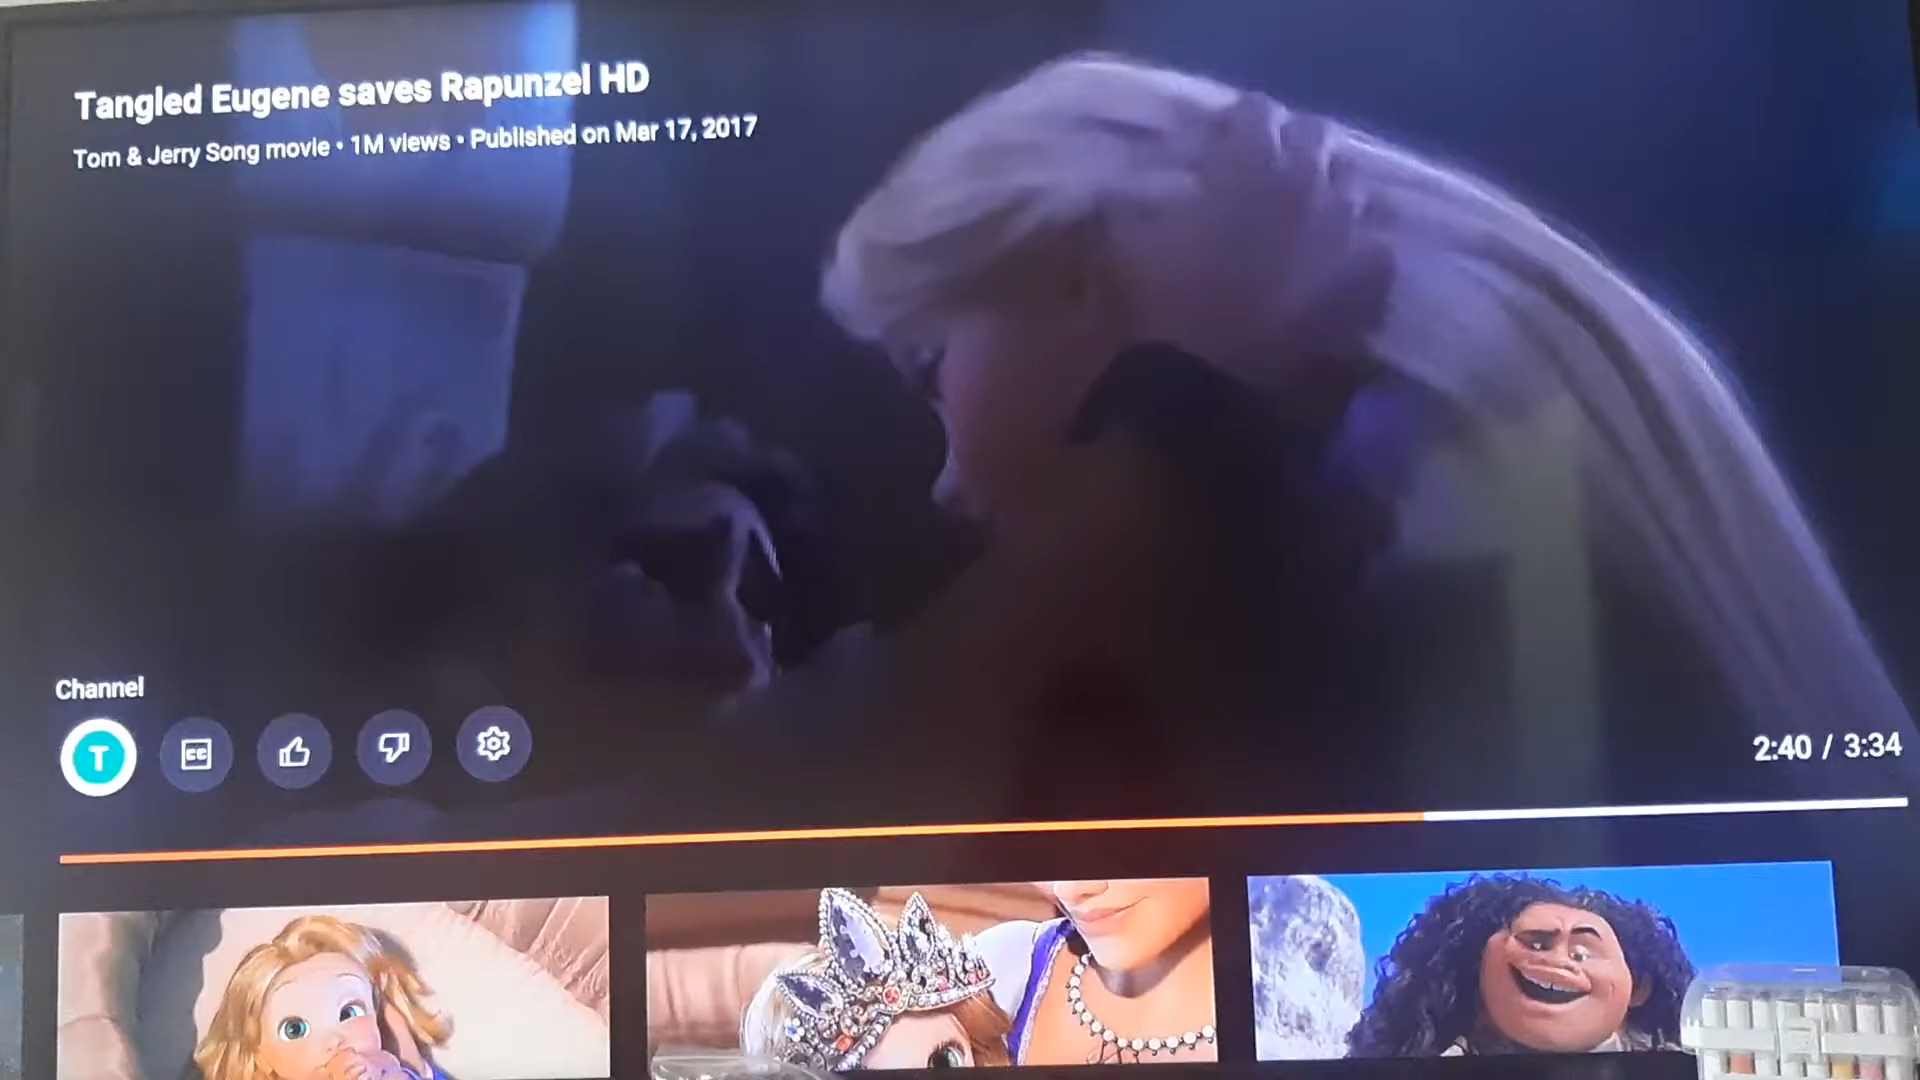 Tangled Eugene saves Rapunzel HD
Tom & Jerry Song movie • 1M views • Published on Mar 17, 2017
Channel
T
CC
2:40 / 3:34